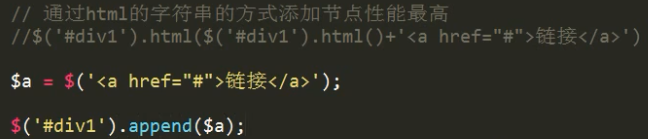 // 通过html的字符串的方式添加节点性能最高
//$('#div1').html($('#div1').html()+'<a href="#">链接</a>')
$a = $('<a href="#">链接</a>');
$('#div1').append($a);